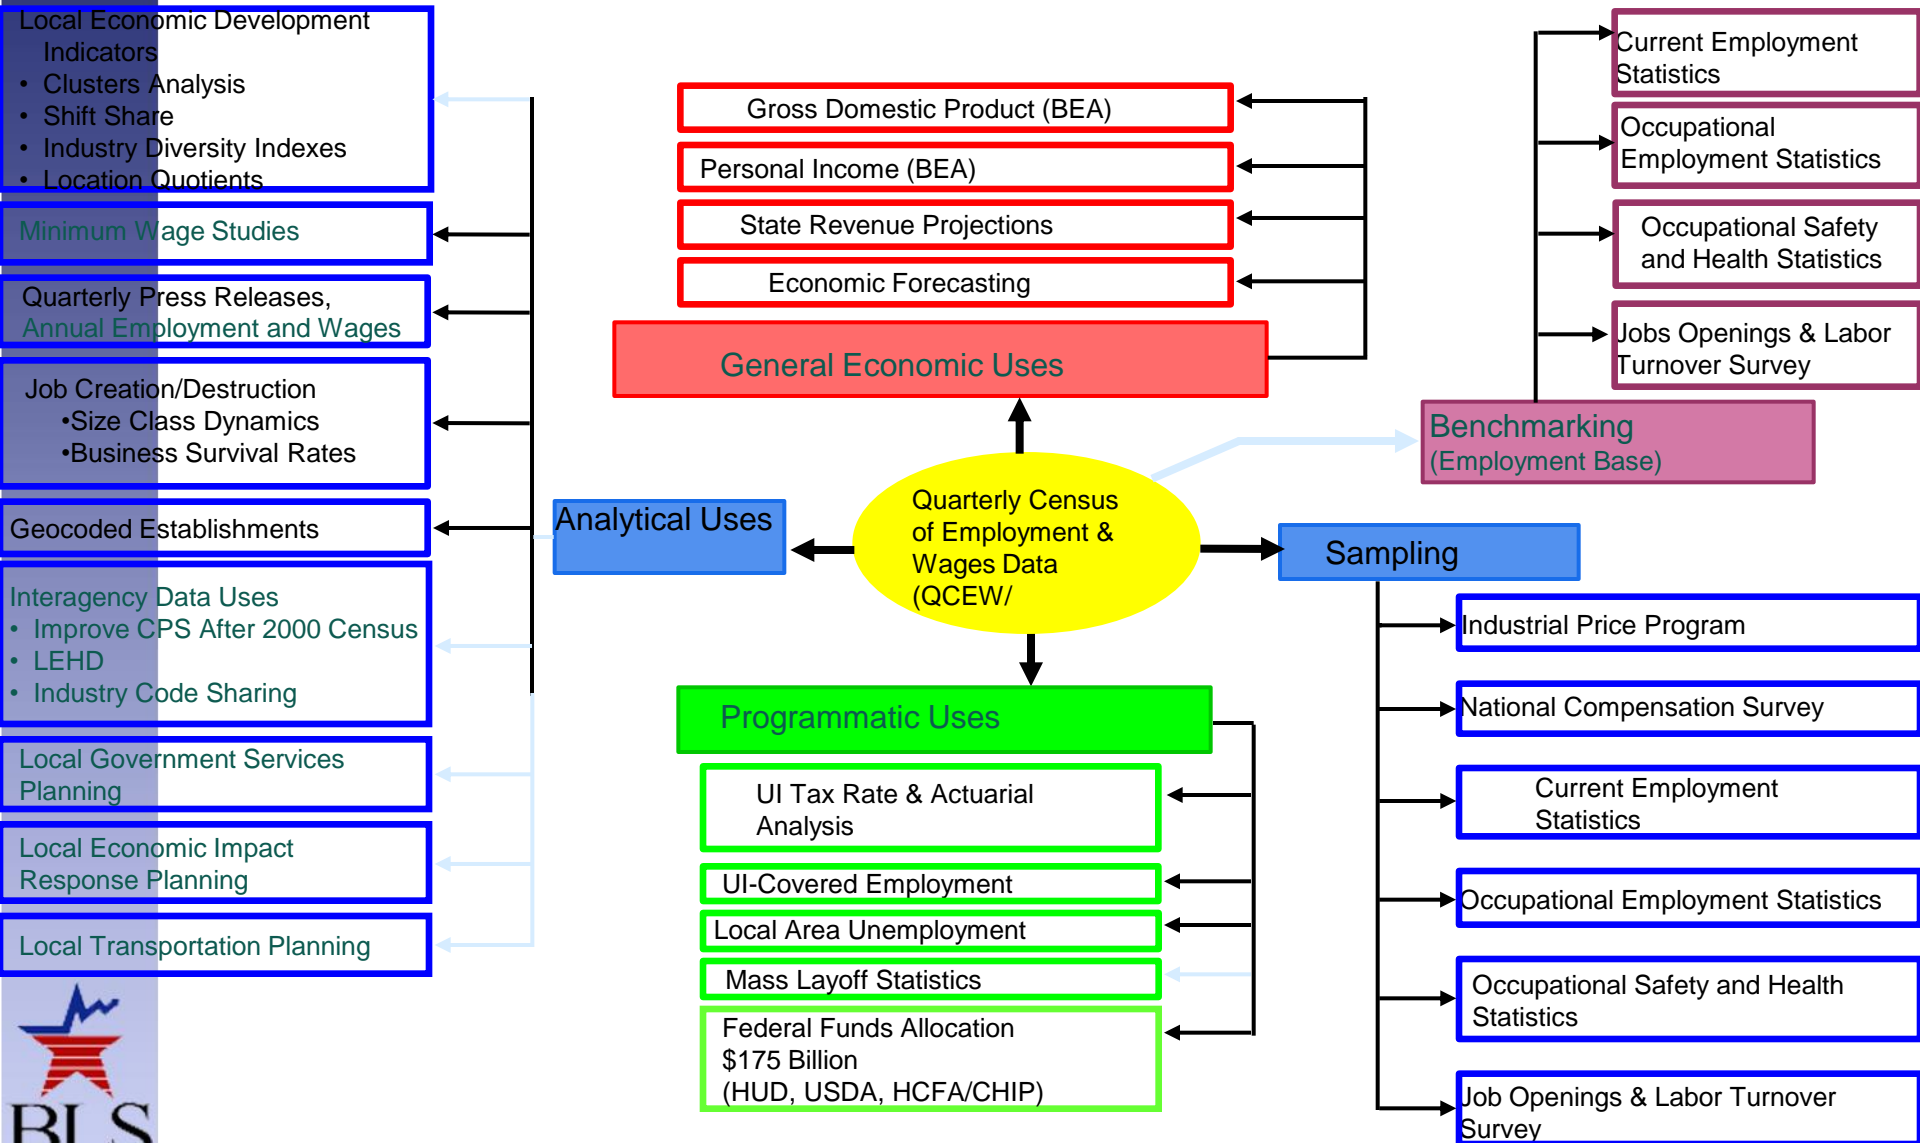 Local Economic Development
Indicators
• Clusters Analysis
• Shift Share
• Industry Diversity Indexes
• Location Quotients
Minimum Wage Studies
Quarterly Press Releases,
Annual Employment and Wages
Job Creation/Destruction
•Size Class Dynamics
•Business Survival Rates
Geocoded Establishments
Interagency Data Uses
• Improve CPS After 2000 Census
• LEHD
• Industry Code Sharing
Local Government Services
Planning
Local Economic Impact
Response Planning
Local Transportation Planning
BLS
Analytical Uses
Gross Domestic Product (BEA)
Personal Income (BEA)
State Revenue Projections
Economic Forecasting
General Economic Uses
Quarterly Census
of Employment &
Wages Data
(QCEW/
Programmatic Uses
UI Tax Rate & Actuarial
Analysis
UI-Covered Employment
Local Area Unemployment
Mass Layoff Statistics
Federal Funds Allocation
$175 Billion
(HUD, USDA, HCFA/CHIP)
Current Employment
Statistics
Occupational
Employment Statistics
Occupational Safety
and Health Statistics
Jobs Openings & Labor
Turnover Survey
Benchmarking
(Employment Base)
Sampling
Industrial Price Program
National Compensation Survey
Current Employment
Statistics
Occupational Employment Statistics
Occupational Safety and Health
Statistics
Job Openings & Labor Turnover
Survey